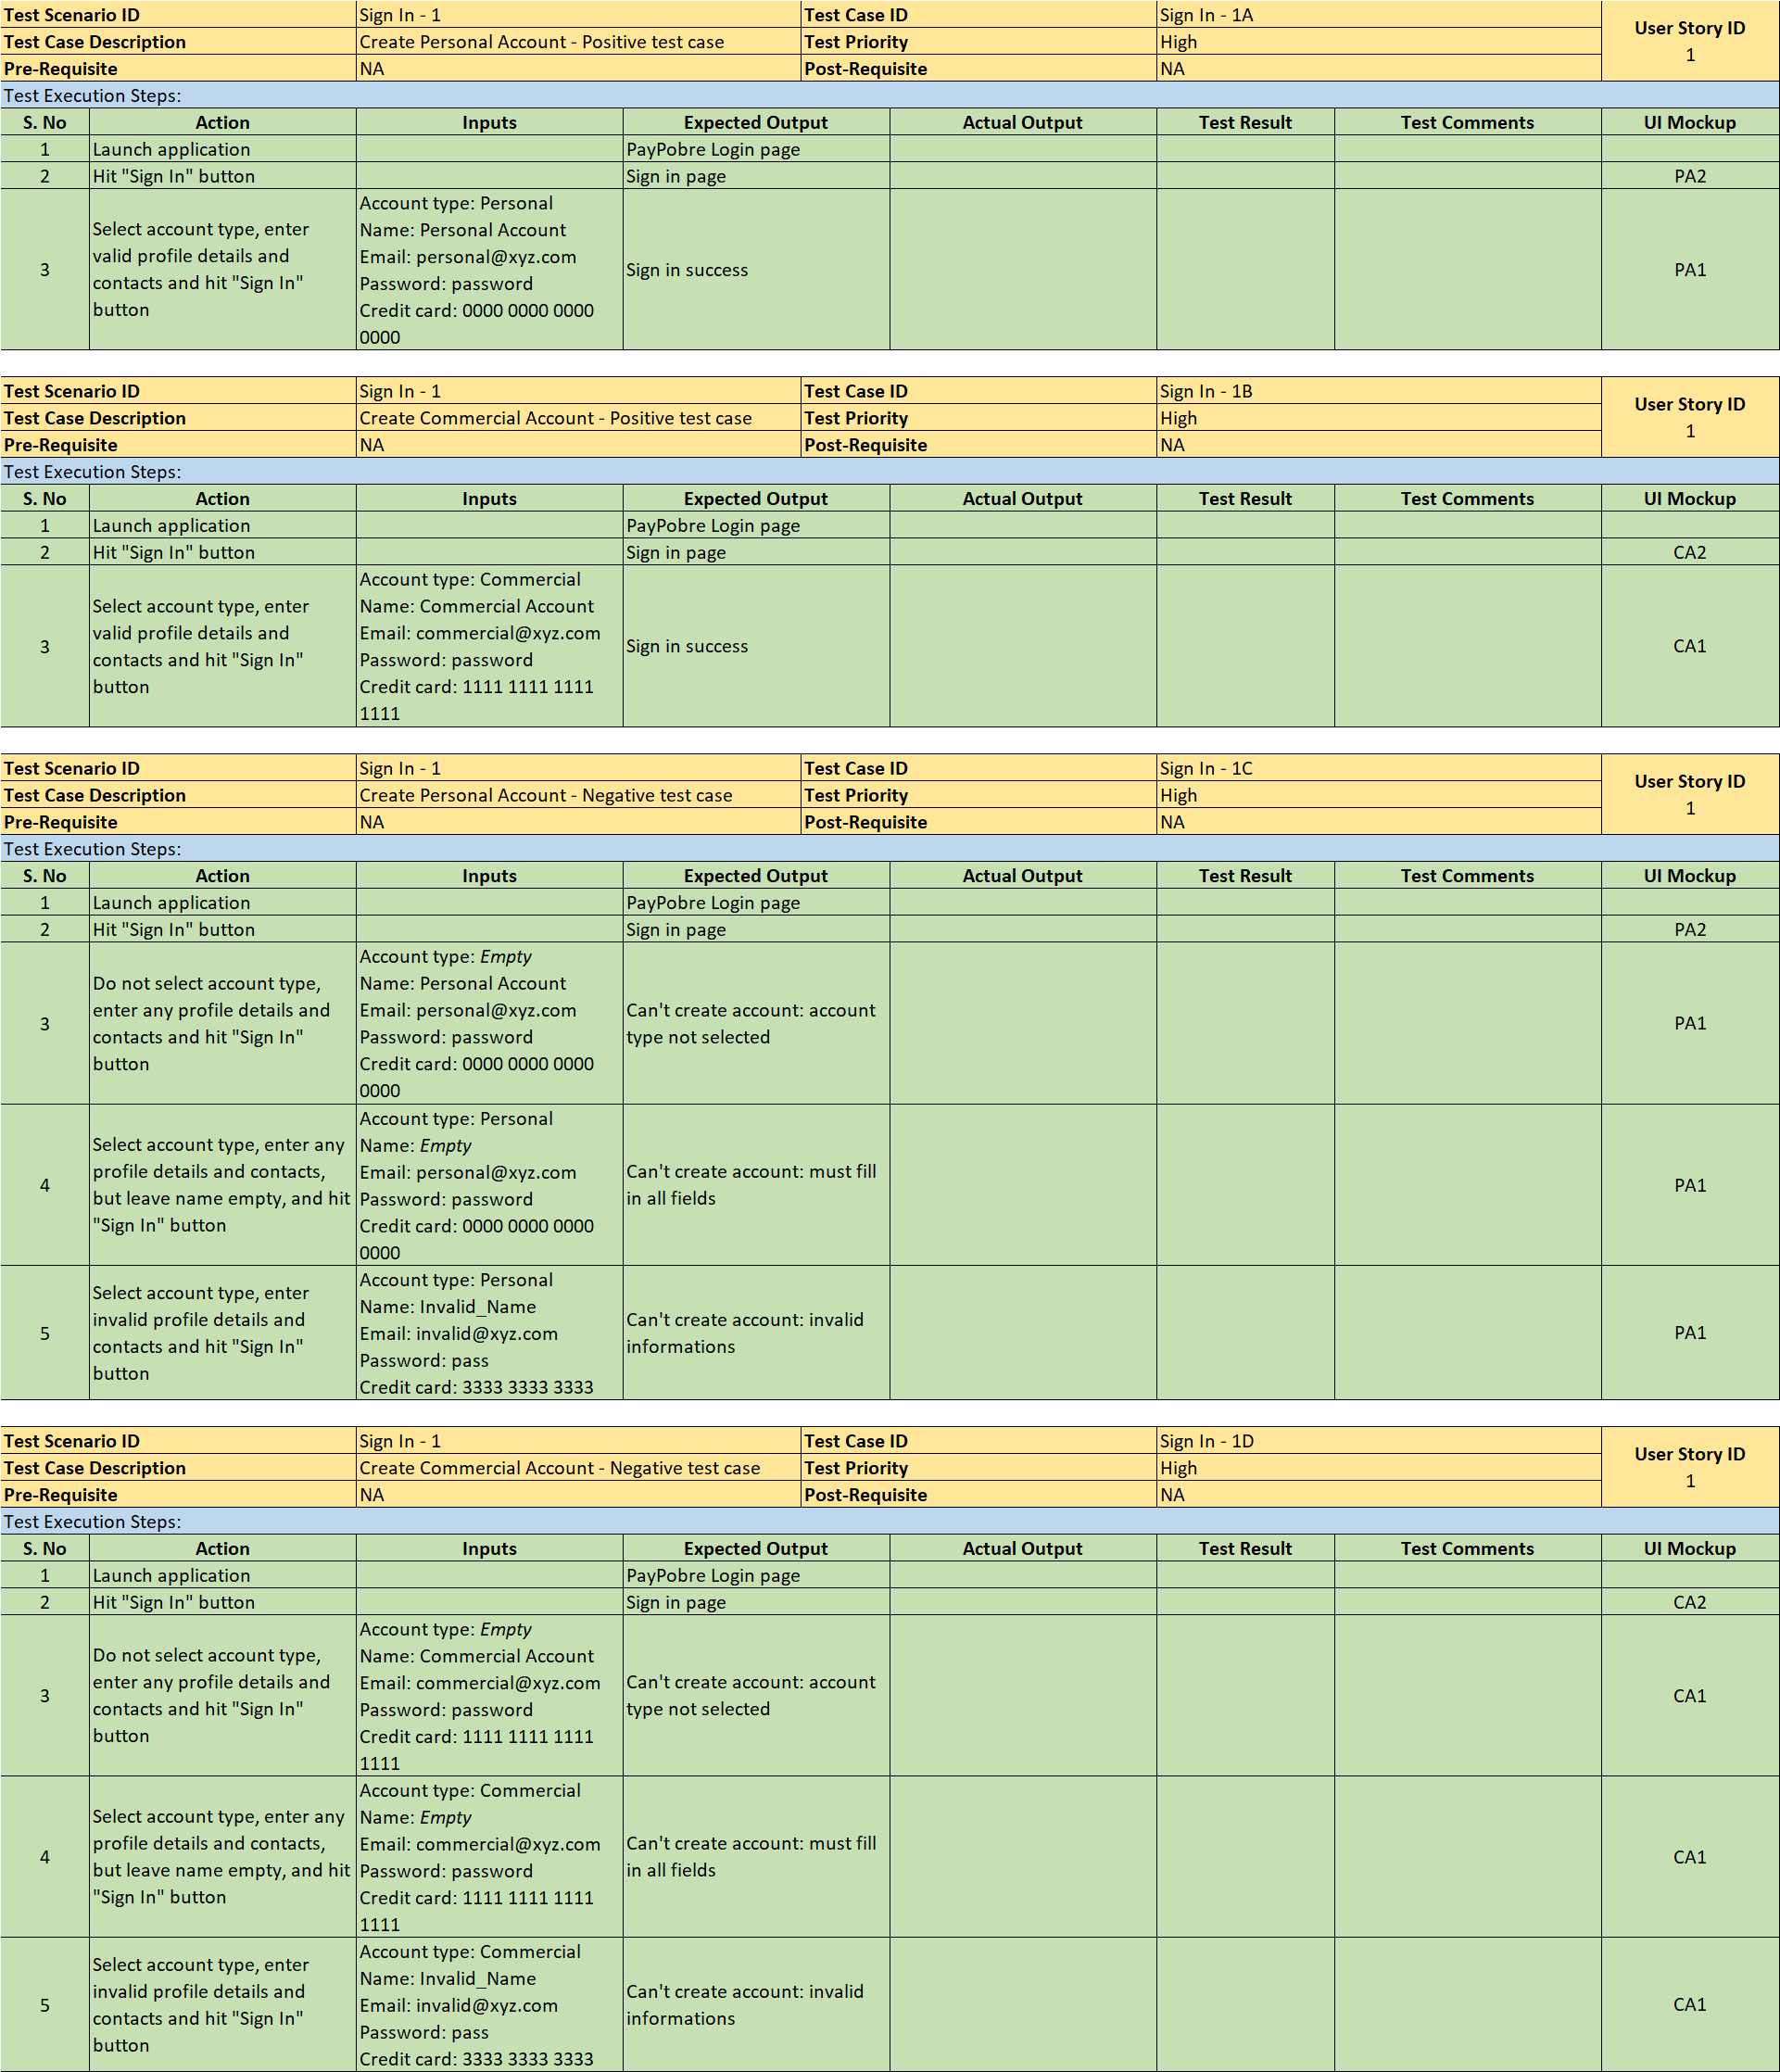 Test Scenario ID Sign In - 1 Test Case ID Sign In - 1A User Story ID
Test Case Description Create Personal Account - Positive test case Test Priority High 1
Pre-Requisite NA Post-Requisite NA
Test Execution Steps:
S. No Action Inputs Expected Output Actual Output Test Result Test Comments UI Mockup
1 Launch application PayPobre Login page
2 Hit "Sign In" button Sign in page PA2
3
Select account type, enter
valid profile details and
contacts and hit "Sign In"
button
Account type: Personal
Name: Personal Account
Email: personal@xyz.com
Password: password
Credit card: 0000 0000 0000
0000
Sign in success
PA1
Test Scenario ID Sign In - 1 Test Case ID Sign In - 1B User Story ID
Test Case Description Create Commercial Account - Positive test case Test Priority High 1
Pre-Requisite NA Post-Requisite NA
Test Execution Steps:
S. No Action Inputs Expected Output Actual Output Test Result Test Comments UI Mockup
1 Launch application PayPobre Login page
2 Hit "Sign In" button Sign in page CA2
3
Select account type, enter
valid profile details and
contacts and hit "Sign In"
button
Account type: Commercial
Name: Commercial Account
Email: commercial@xyz.com
Password: password
Credit card: 1111 1111 1111
1111
Sign in success
CA1
Test Scenario ID Sign In - 1 Test Case ID Sign In - 1C User Story ID
Test Case Description Create Personal Account - Negative test case Test Priority High 1
Pre-Requisite NA Post-Requisite NA
Test Execution Steps:
S. No Action Inputs Expected Output Actual Output Test Result Test Comments UI Mockup
1 Launch application PayPobre Login page
2 Hit "Sign In" button Sign in page PA2
3
Do not select account type,
enter any profile details and
contacts and hit "Sign In"
button
Account type: Empty
Name: Personal Account
Email: personal@xyz.com
Password: password
Credit card: 0000 0000 0000
0000
Can't create account: account
type not selected
PA1
4
Select account type, enter any
profile details and contacts,
but leave name empty, and hit
"Sign In" button
Account type: Personal
Name: Empty
Email: personal@xyz.com
Password: password
Credit card: 0000 0000 0000
0000
Can't create account: must fill
in all fields
PA1
5
Select account type, enter
invalid profile details and
contacts and hit "Sign In"
button
Account type: Personal
Name: Invalid_Name
Email: invalid@xyz.com
Password: pass
Credit card: 3333 3333 3333
Can't create account: invalid
informations
PA1
Test Scenario ID Sign In - 1 Test Case ID Sign In - 1D User Story ID
Test Case Description Create Commercial Account - Negative test case Test Priority High 1
Pre-Requisite NA Post-Requisite NA
Test Execution Steps:
S. No Action Inputs Expected Output Actual Output Test Result Test Comments UI Mockup
1 Launch application PayPobre Login page
2 Hit "Sign In" button Sign in page CA2
3
Do not select account type,
enter any profile details and
contacts and hit "Sign In"
button
Account type: Empty
Name: Commercial Account
Email: commercial@xyz.com
Password: password
Credit card: 1111 1111 1111
1111
Can't create account: account
type not selected
CA1
4
Select account type, enter any
profile details and contacts,
but leave name empty, and hit
"Sign In" button
Account type: Commercial
Name: Empty
Email: commercial@xyz.com
Password: password
Credit card: 1111 1111 1111
1111
Can't create account: must fill
in all fields
CA1
5
Select account type, enter
invalid profile details and
contacts and hit "Sign In"
button
Account type: Commercial
Name: Invalid_Name
Email: invalid@xyz.com
Password: pass
Credit card: 3333 3333 3333
Can't create account: invalid
informations
CA1